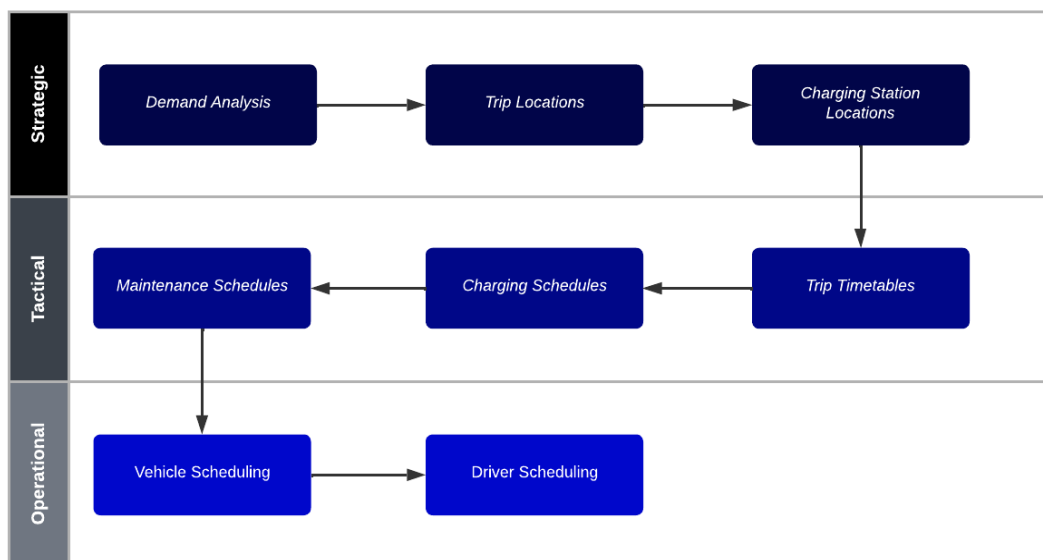 Strategic
Demand Analysis
Trip Locations
Charging Station
Locations
Tactical
Maintenance Schedules
Charging Schedules
Trip Timetables
Operational
Vehicle Scheduling
Driver Scheduling